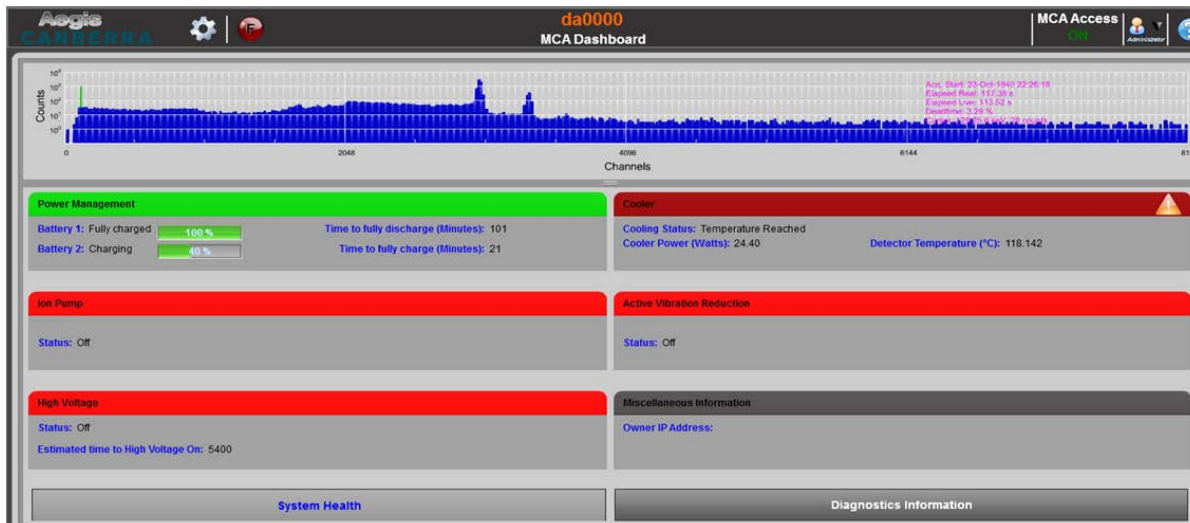 Aegis
CANBERRA
F
da0000
MCA Dashboard
MCA Access
ON
Administrator
10⁴
10³
10²
10¹
10⁰
Counts
Acq. Start: 23-Oct-1940 22:26:18
Elapsed Real: 117.38 s
Elapsed Live: 113.52 s
Deadtime: 3.29 %
0
2048
4096
6144
Channels
Power Management
Battery 1: Fully charged 100 % Time to fully discharge (Minutes): 101
Battery 2: Charging 40 % Time to fully charge (Minutes): 21
Cooler
Cooling Status: Temperature Reached
Cooler Power (Watts): 24.40 Detector Temperature (°C): 118.142
Ion Pump
Status: Off
Active Vibration Reduction
Status: Off
High Voltage
Status: Off
Estimated time to High Voltage On: 5400
Miscellaneous Information
Owner IP Address:
System Health
Diagnostics Information